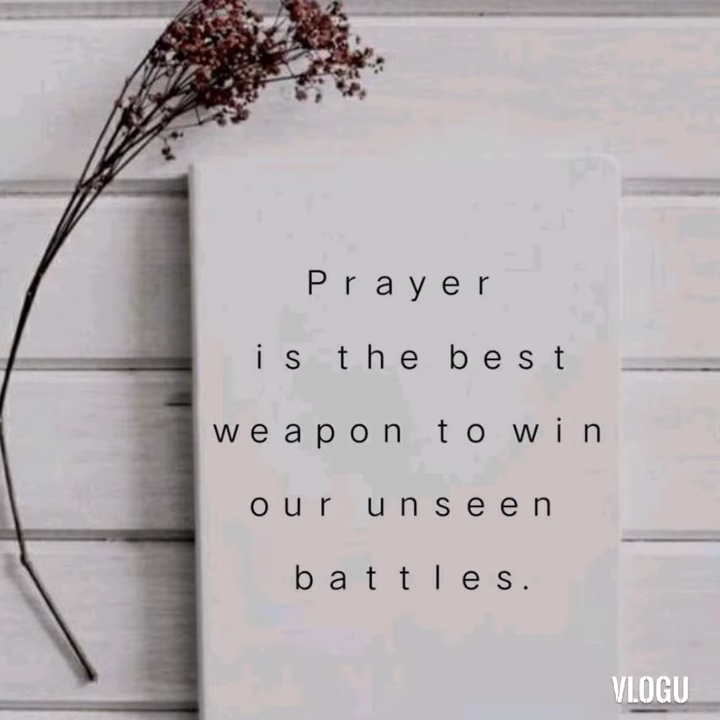 Prayer
is the best
weapon to win
our unseen
battles.
VLOGU